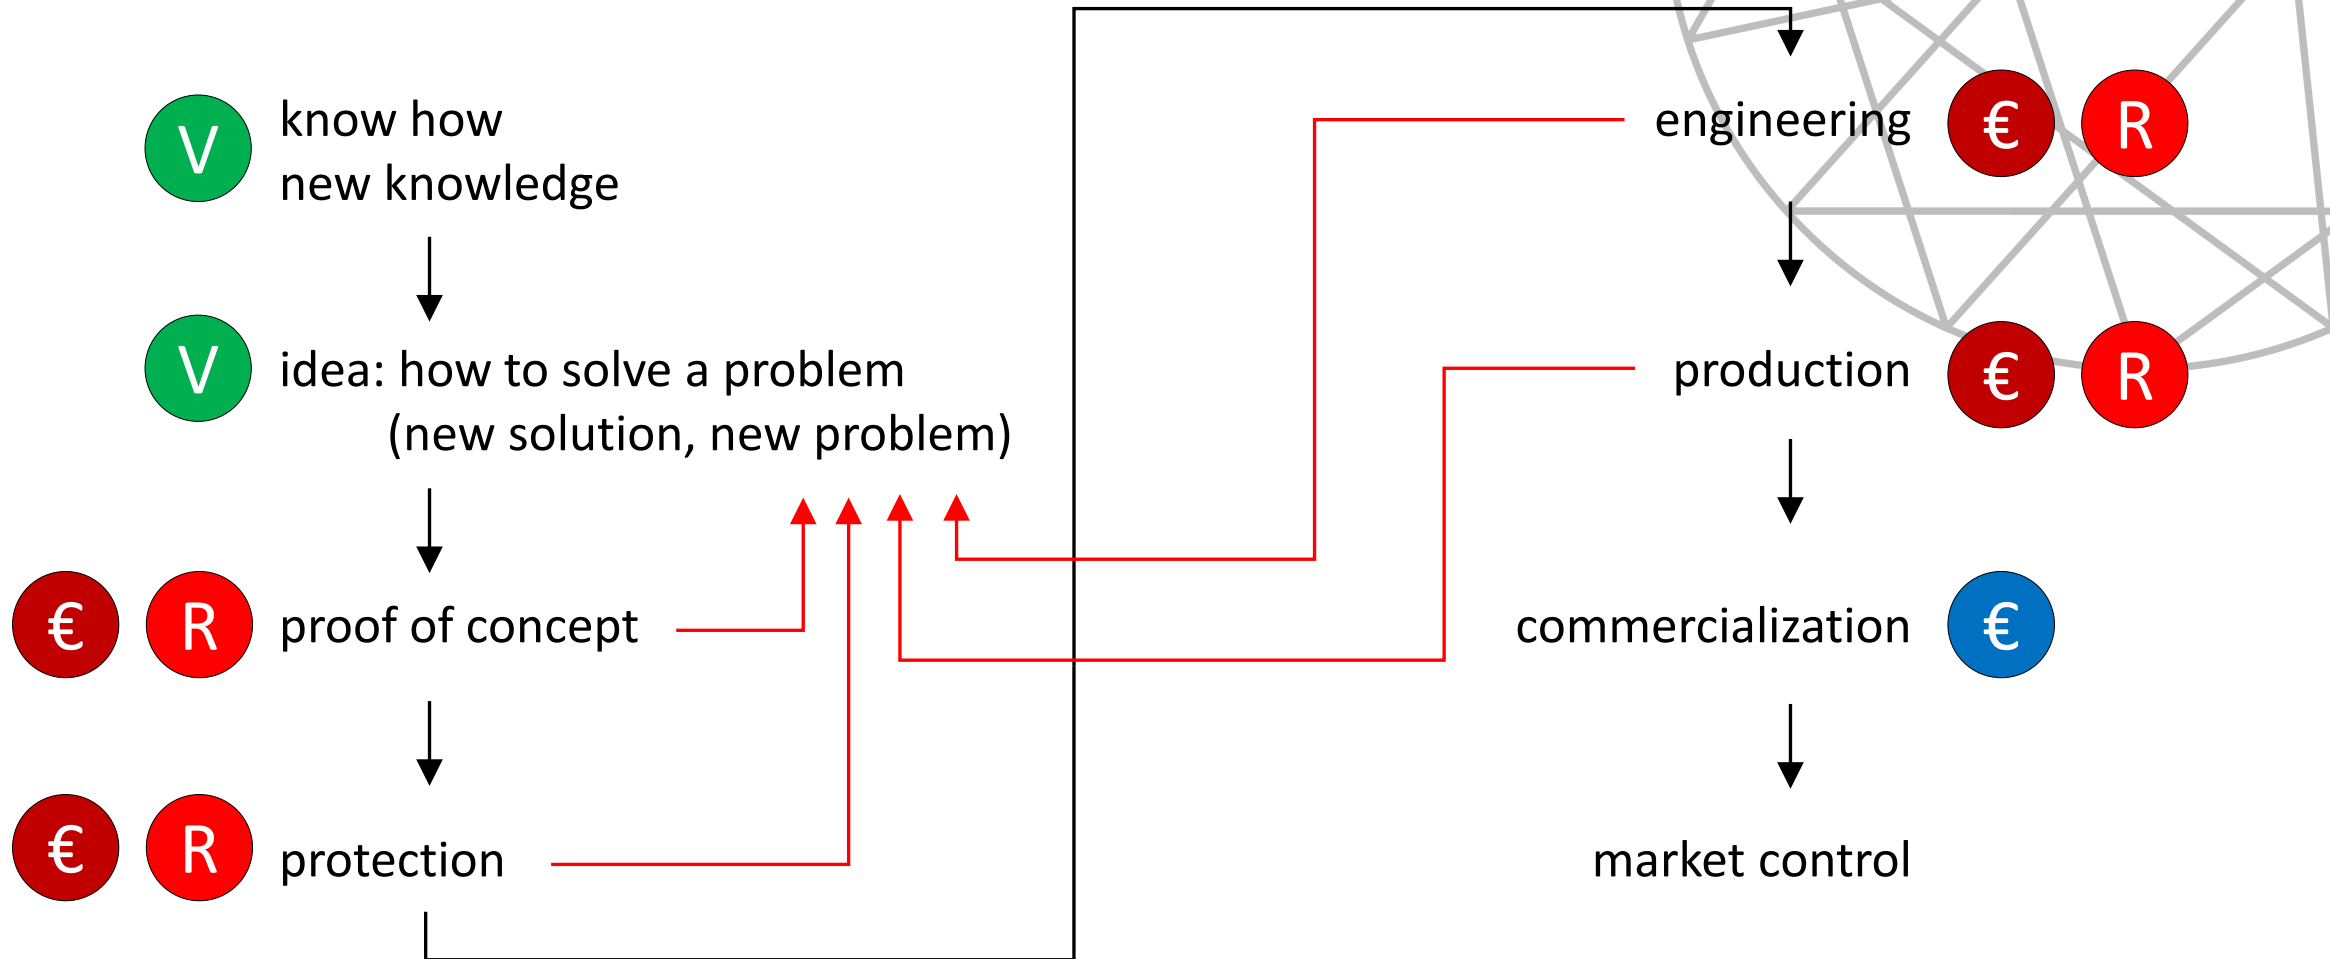 V
know how
new knowledge
V
idea: how to solve a problem
(new solution, new problem)
€ R proof of concept
€ R protection
engineering € R
production € R
commercialization €
market control